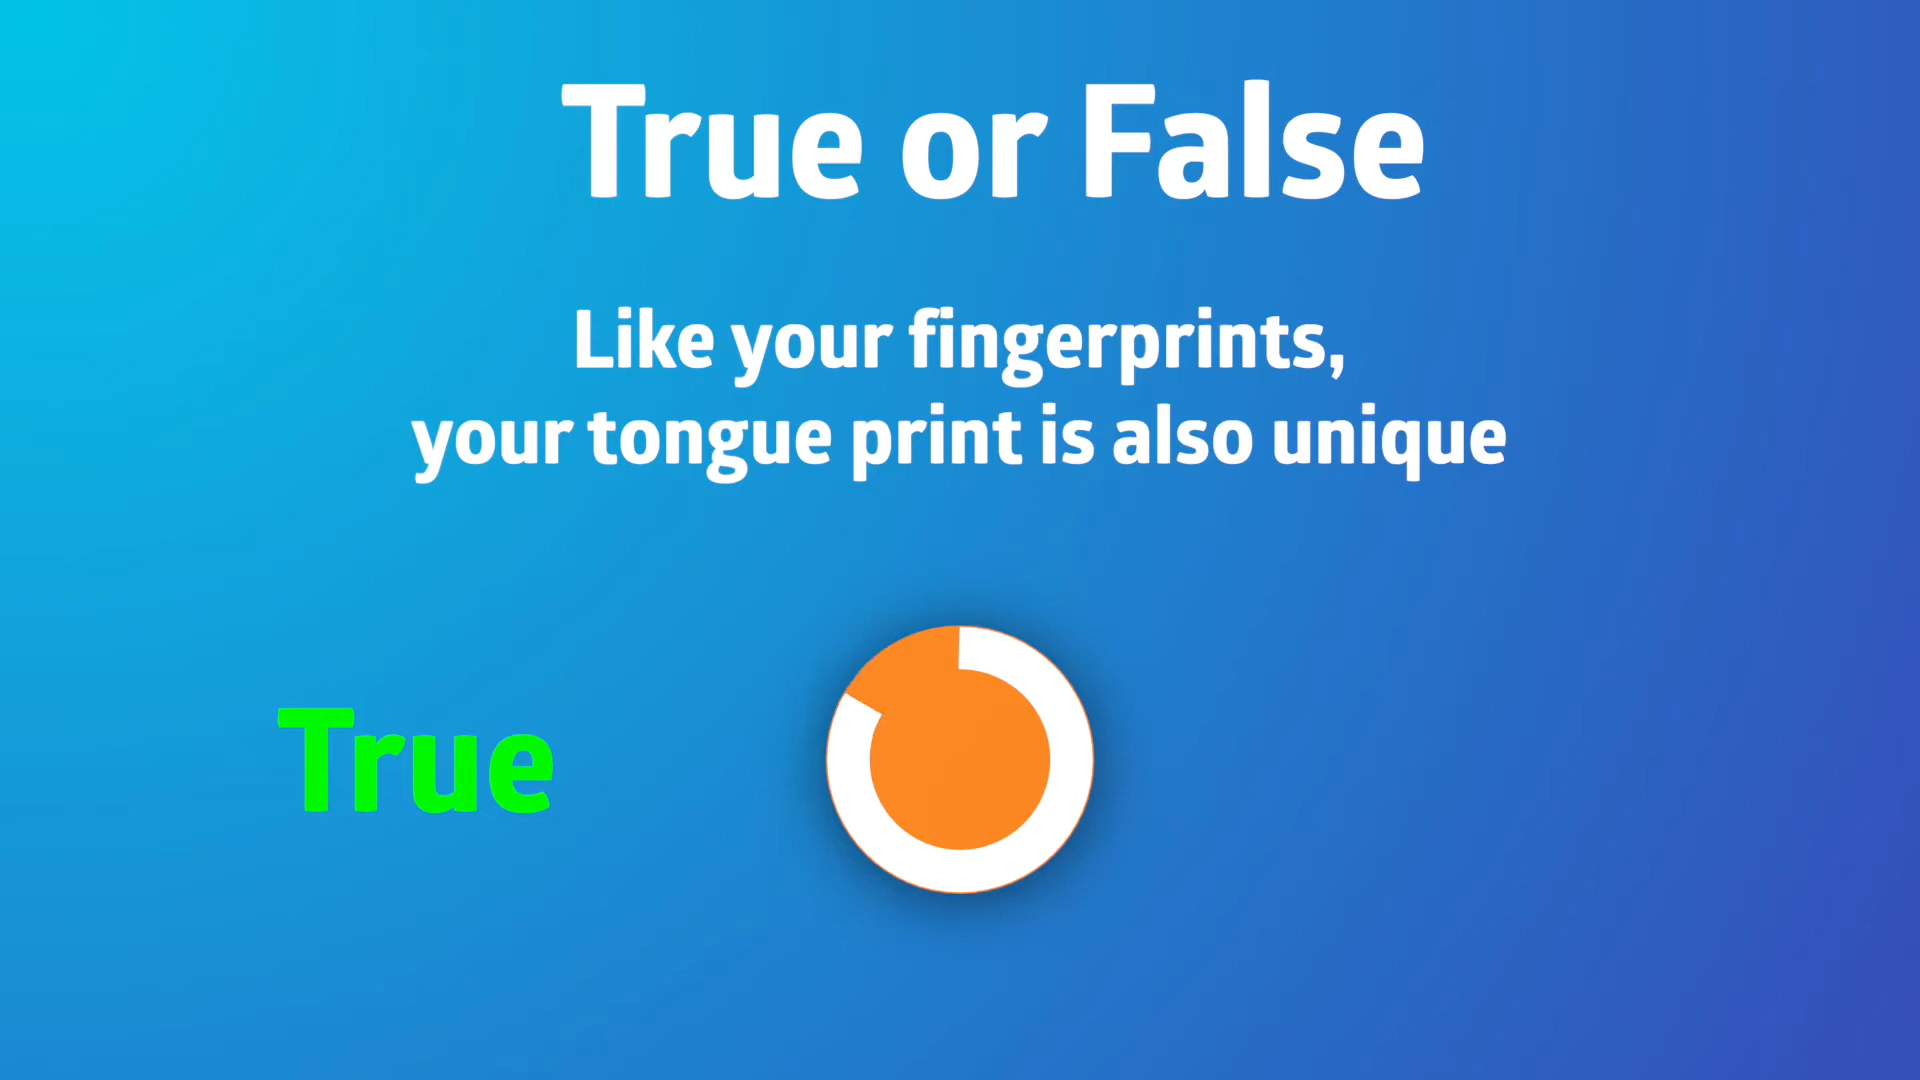 True or False
Like your fingerprints,
your tongue print is also unique
True